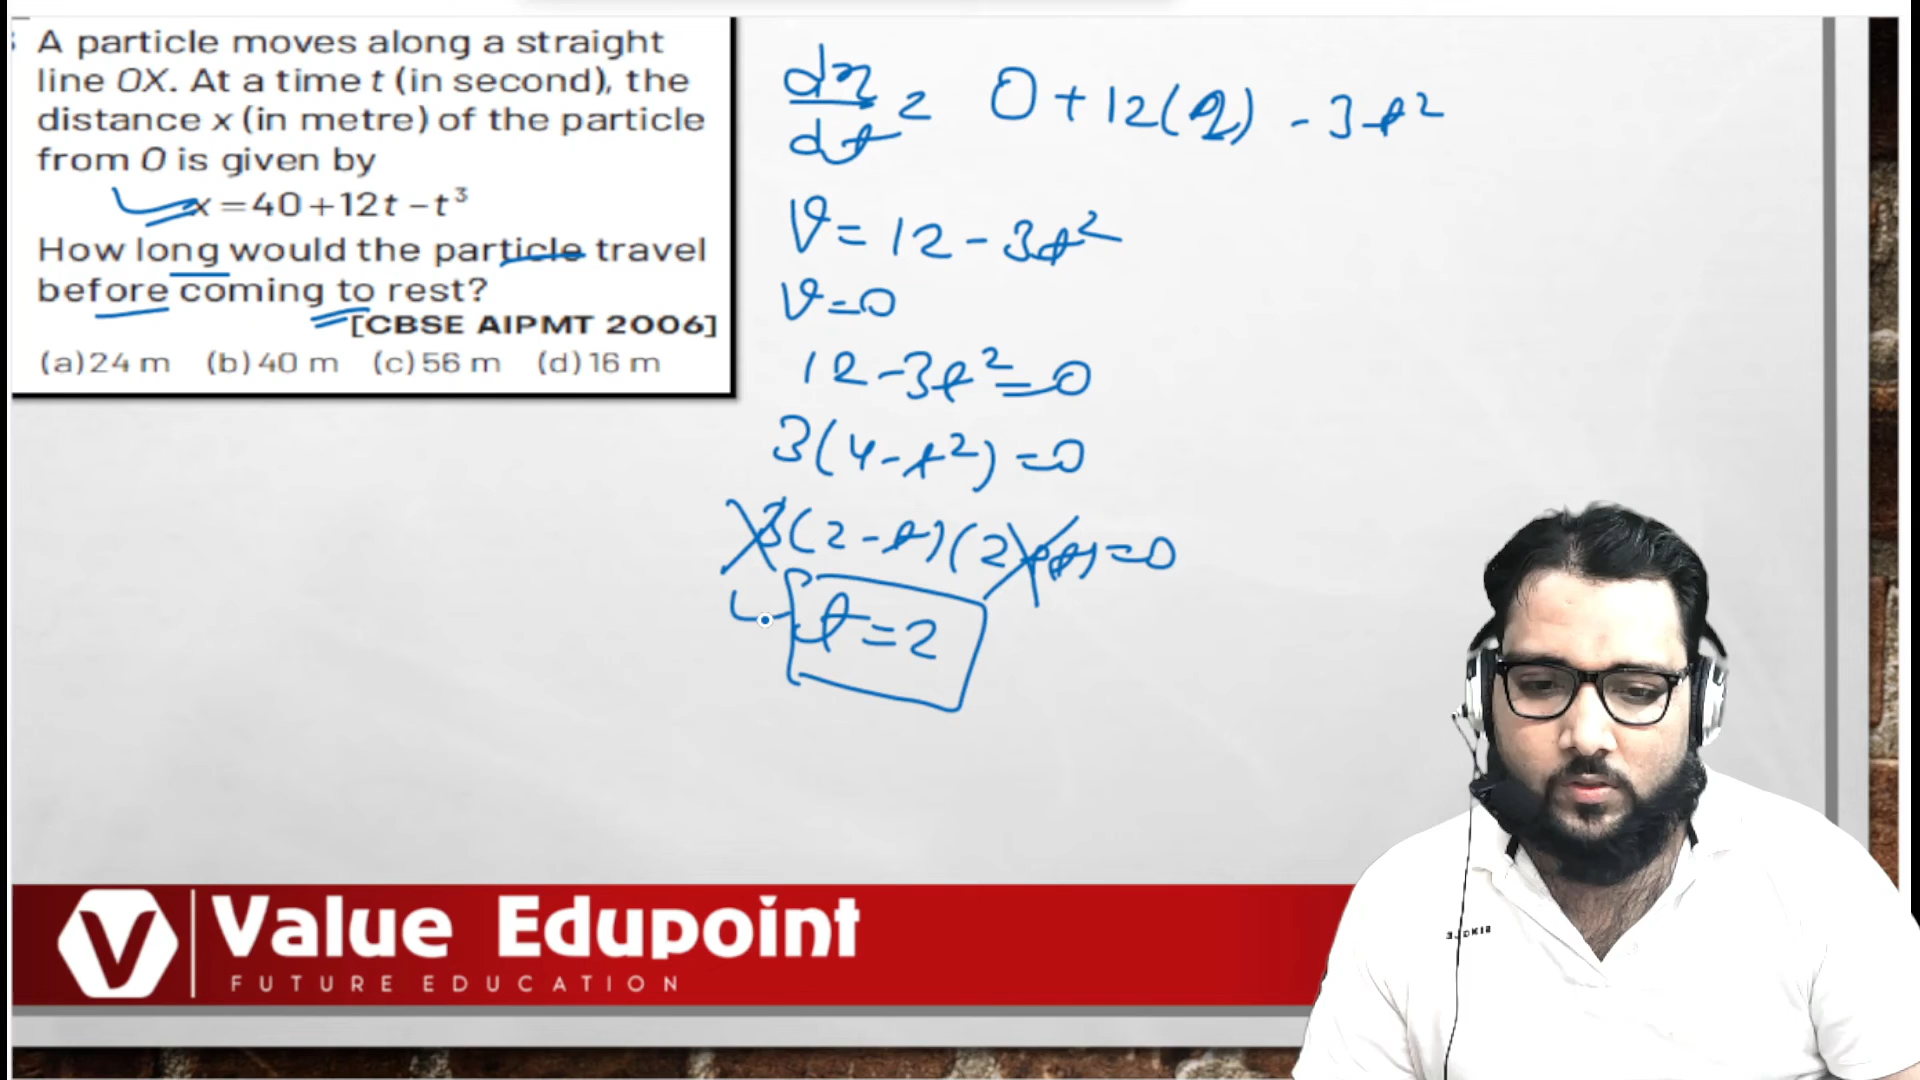 A particle moves along a straight
line OX. At a time t (in second), the
distance x (in metre) of the particle
from O is given by
x=40+12t-t³
How long would the particle travel
before coming to rest?
[CBSE AIPMT 2006]
(a)24 m (b)40 m (c)56 m (d)16 m
dx/dt = 0+12(1) - 3t²
v = 12 - 3t²
v=0
12-3t²=0
3(4-t²)=0
3(2-t)(2+t)=0
t=2
V Value Edupoint
FUTURE EDUCATION